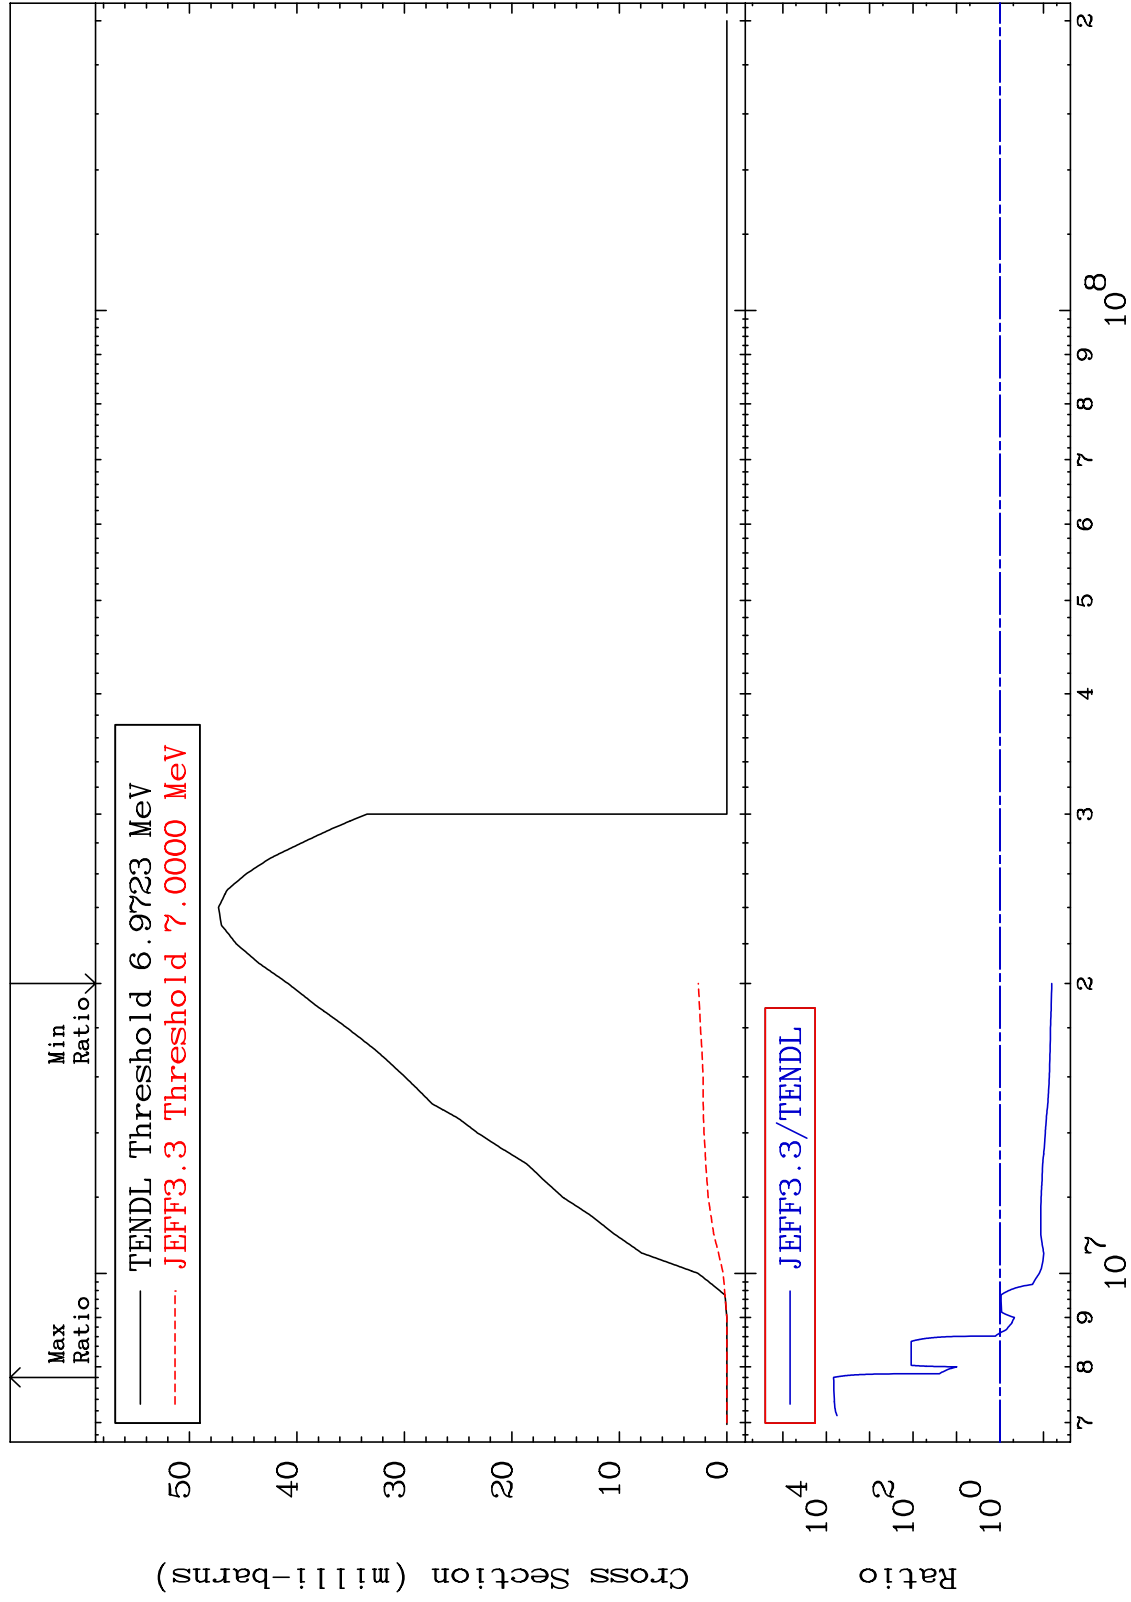 Max
Ratio
Min
Ratio
TENDL Threshold 6.9723 MeV
JEFF3.3 Threshold 7.0000 MeV
50
40
30
20
10
0
Cross Section (milli-barns)
JEFF3.3/TENDL
10 4
10 2
10 0
Ratio
7 8 9 10 7 2 3 4 5 6 7 8 9 10 8 2